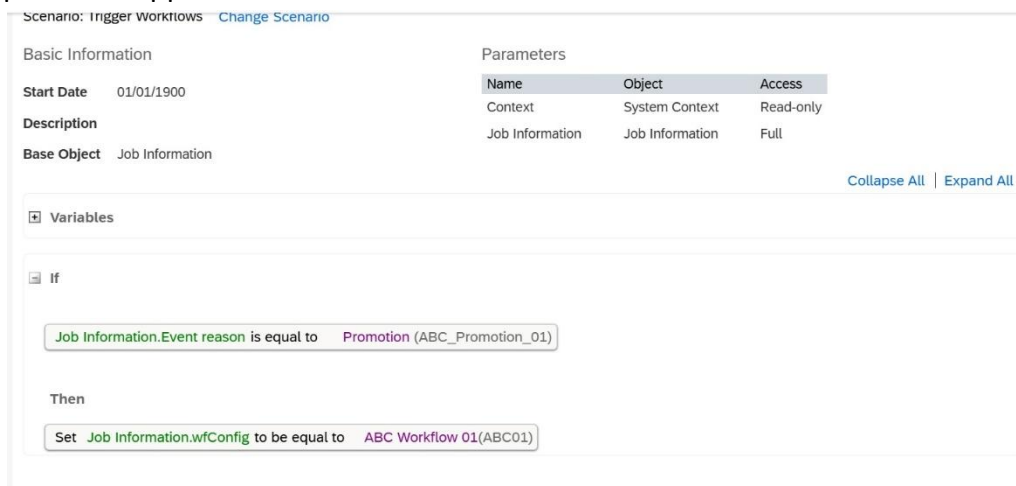 Scenario: Trigger Workflows Change Scenario
Basic Information
Start Date 01/01/1900
Description
Base Object Job Information
Parameters
Name Object Access
Context System Context Read-only
Job Information Job Information Full
Collapse All | Expand All
Variables
If
Job Information.Event reason is equal to Promotion (ABC_Promotion_01)
Then
Set Job Information.wfConfig to be equal to ABC Workflow 01(ABC01)